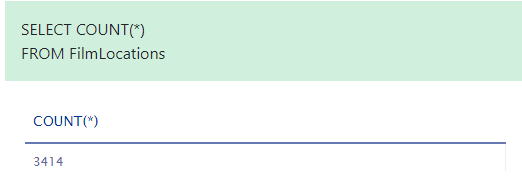 SELECT COUNT(*)
FROM FilmLocations
COUNT(*)
3414